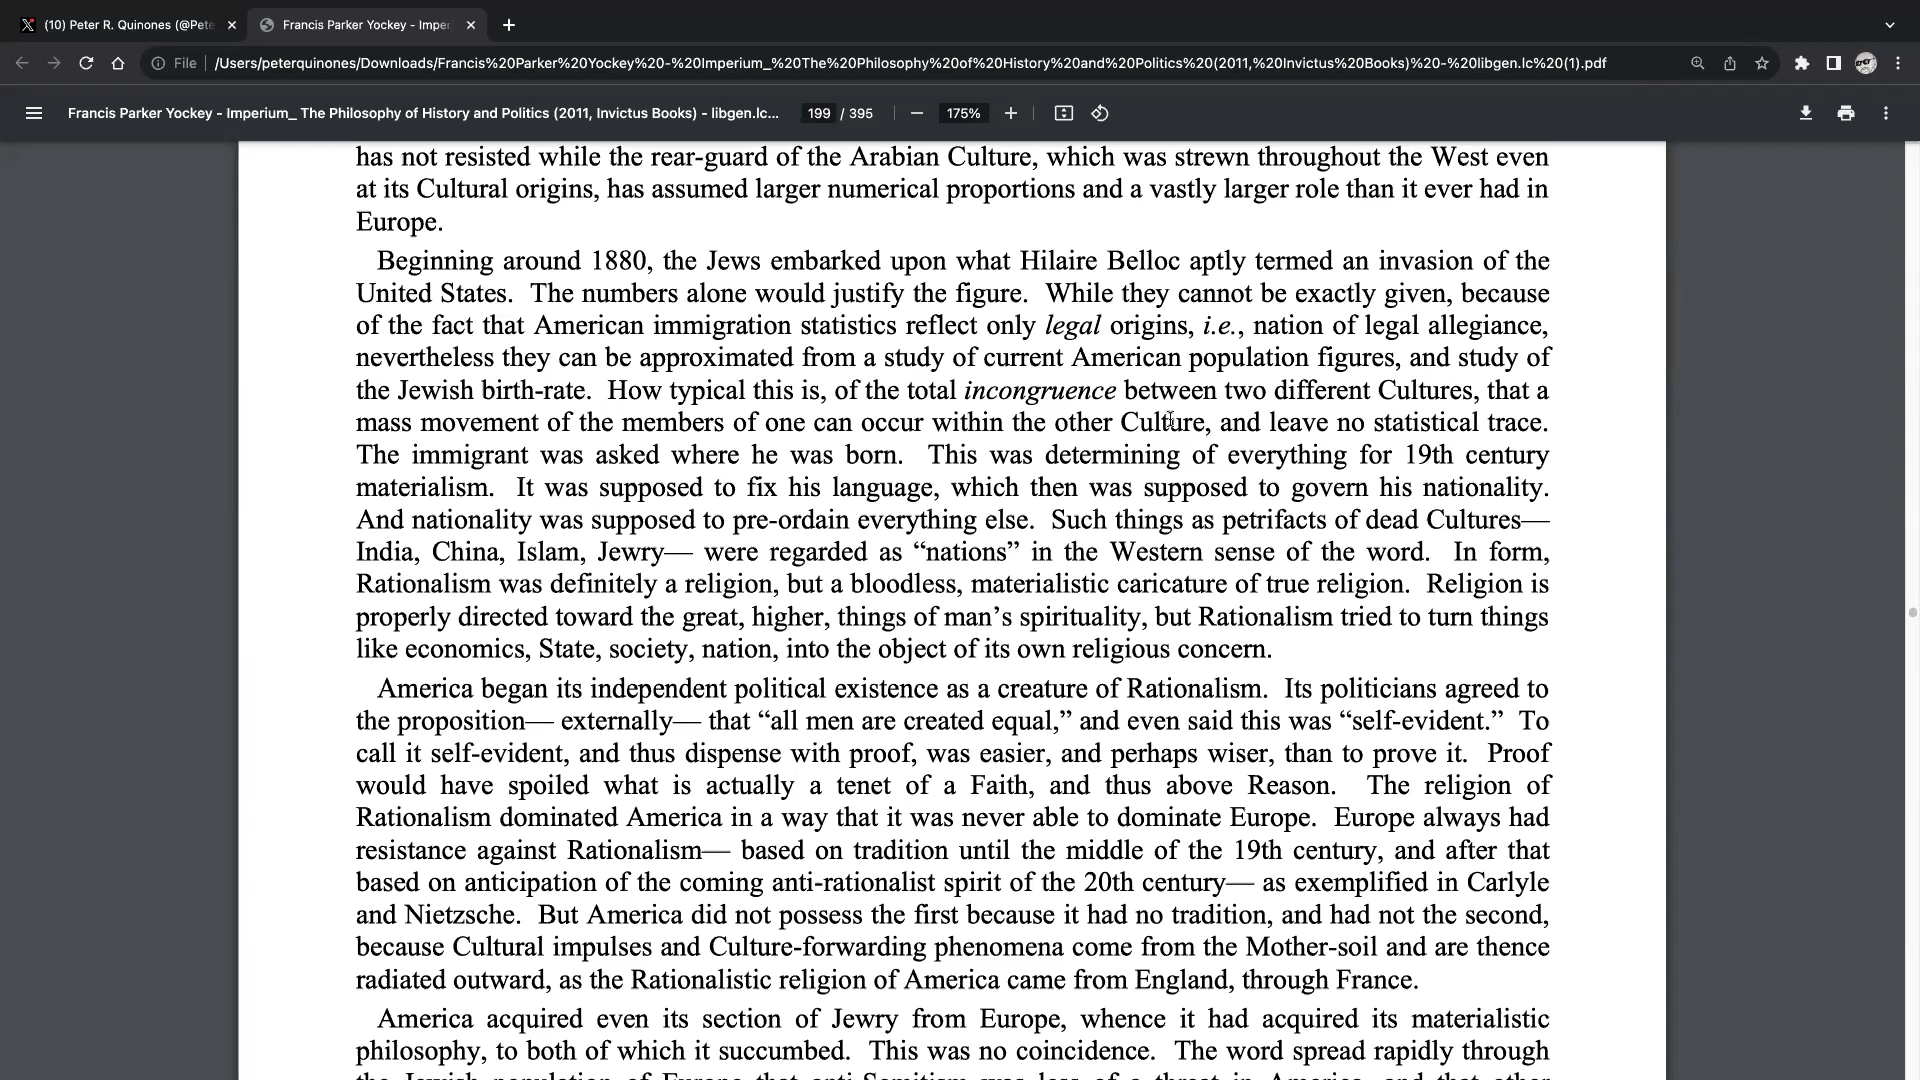 (10) Peter R. Quinones (@Pete
Francis Parker Yockey - Imper
File
/Users/peterquinones/Downloads/Francis%20Parker%20Yockey%20-%20Imperium_%20The%20Philosophy%20of%20History%20and%20Politics%20(2011,%20Invictus%20Books)%20-%20libgen.lc%20(1).pdf
Francis Parker Yockey - Imperium_ The Philosophy of History and Politics (2011, Invictus Books) - libgen.lc...
199 / 395
175%
has not resisted while the rear-guard of the Arabian Culture, which was strewn throughout the West even
at its Cultural origins, has assumed larger numerical proportions and a vastly larger role than it ever had in
Europe.
Beginning around 1880, the Jews embarked upon what Hilaire Belloc aptly termed an invasion of the
United States. The numbers alone would justify the figure. While they cannot be exactly given, because
of the fact that American immigration statistics reflect only legal origins, i.e., nation of legal allegiance,
nevertheless they can be approximated from a study of current American population figures, and study of
the Jewish birth-rate. How typical this is, of the total incongruence between two different Cultures, that a
mass movement of the members of one can occur within the other Culture, and leave no statistical trace.
The immigrant was asked where he was born. This was determining of everything for 19th century
materialism. It was supposed to fix his language, which then was supposed to govern his nationality.
And nationality was supposed to pre-ordain everything else. Such things as petrifacts of dead Cultures—
India, China, Islam, Jewry— were regarded as “nations” in the Western sense of the word. In form,
Rationalism was definitely a religion, but a bloodless, materialistic caricature of true religion. Religion is
properly directed toward the great, higher, things of man’s spirituality, but Rationalism tried to turn things
like economics, State, society, nation, into the object of its own religious concern.
America began its independent political existence as a creature of Rationalism. Its politicians agreed to
the proposition— externally— that “all men are created equal,” and even said this was “self-evident.” To
call it self-evident, and thus dispense with proof, was easier, and perhaps wiser, than to prove it. Proof
would have spoiled what is actually a tenet of a Faith, and thus above Reason. The religion of
Rationalism dominated America in a way that it was never able to dominate Europe. Europe always had
resistance against Rationalism— based on tradition until the middle of the 19th century, and after that
based on anticipation of the coming anti-rationalist spirit of the 20th century— as exemplified in Carlyle
and Nietzsche. But America did not possess the first because it had no tradition, and had not the second,
because Cultural impulses and Culture-forwarding phenomena come from the Mother-soil and are thence
radiated outward, as the Rationalistic religion of America came from England, through France.
America acquired even its section of Jewry from Europe, whence it had acquired its materialistic
philosophy, to both of which it succumbed. This was no coincidence. The word spread rapidly through